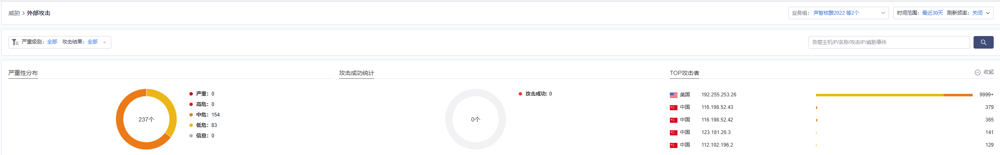 威胁 > 外部攻击
业务组： 声智核酸2022 等2个
时间范围：最近30天 刷新频率：关闭
严重级别：全部 攻击结果：全部
告警主机IP/名称/攻击IP/威胁事件
严重性分布
237个
严重：0
高危：0
中危：154
低危：83
信息：0
攻击成功统计
0个
攻击成功: 0
TOP攻击者
收起
美国 192.255.253.26 9999+
中国 116.198.52.43 379
中国 116.198.52.42 365
中国 123.181.26.3 141
中国 112.102.196.2 129